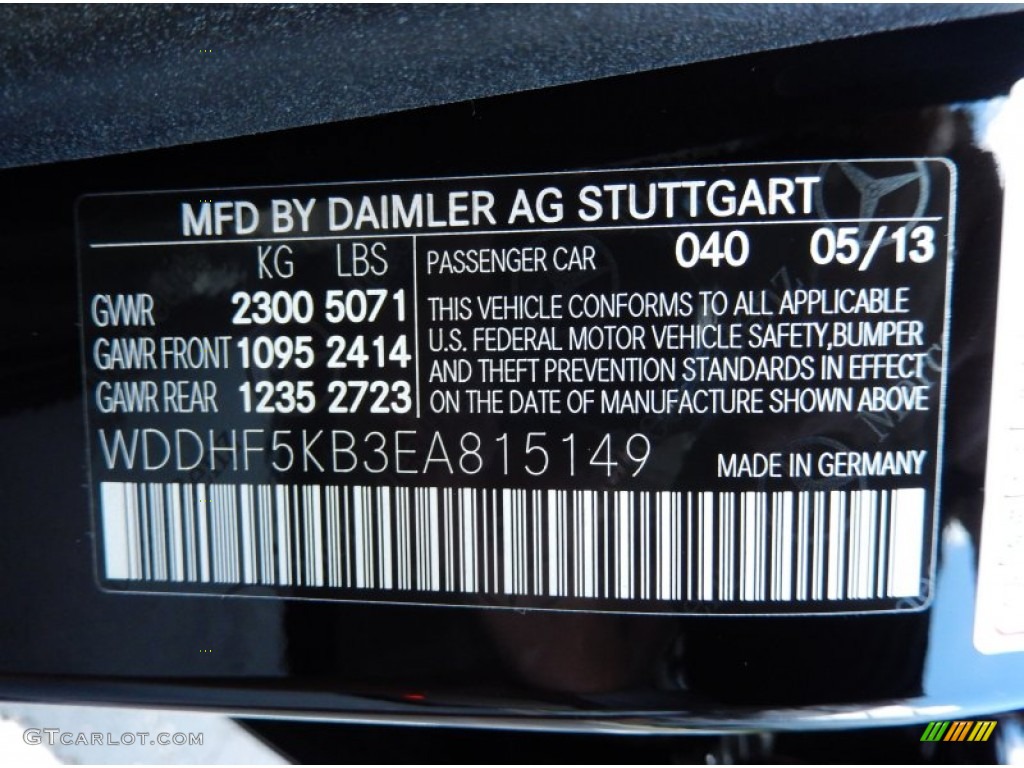 MFD BY DAIMLER AG STUTTGART
KG LBS
GVWR 2300 5071
GAWR FRONT 1095 2414
GAWR REAR 1235 2723
PASSENGER CAR 040 05/13
THIS VEHICLE CONFORMS TO ALL APPLICABLE
U.S. FEDERAL MOTOR VEHICLE SAFETY,BUMPER
AND THEFT PREVENTION STANDARDS IN EFFECT
ON THE DATE OF MANUFACTURE SHOWN ABOVE
WDDHF5KB3EA815149
MADE IN GERMANY
GTCARLOT.COM